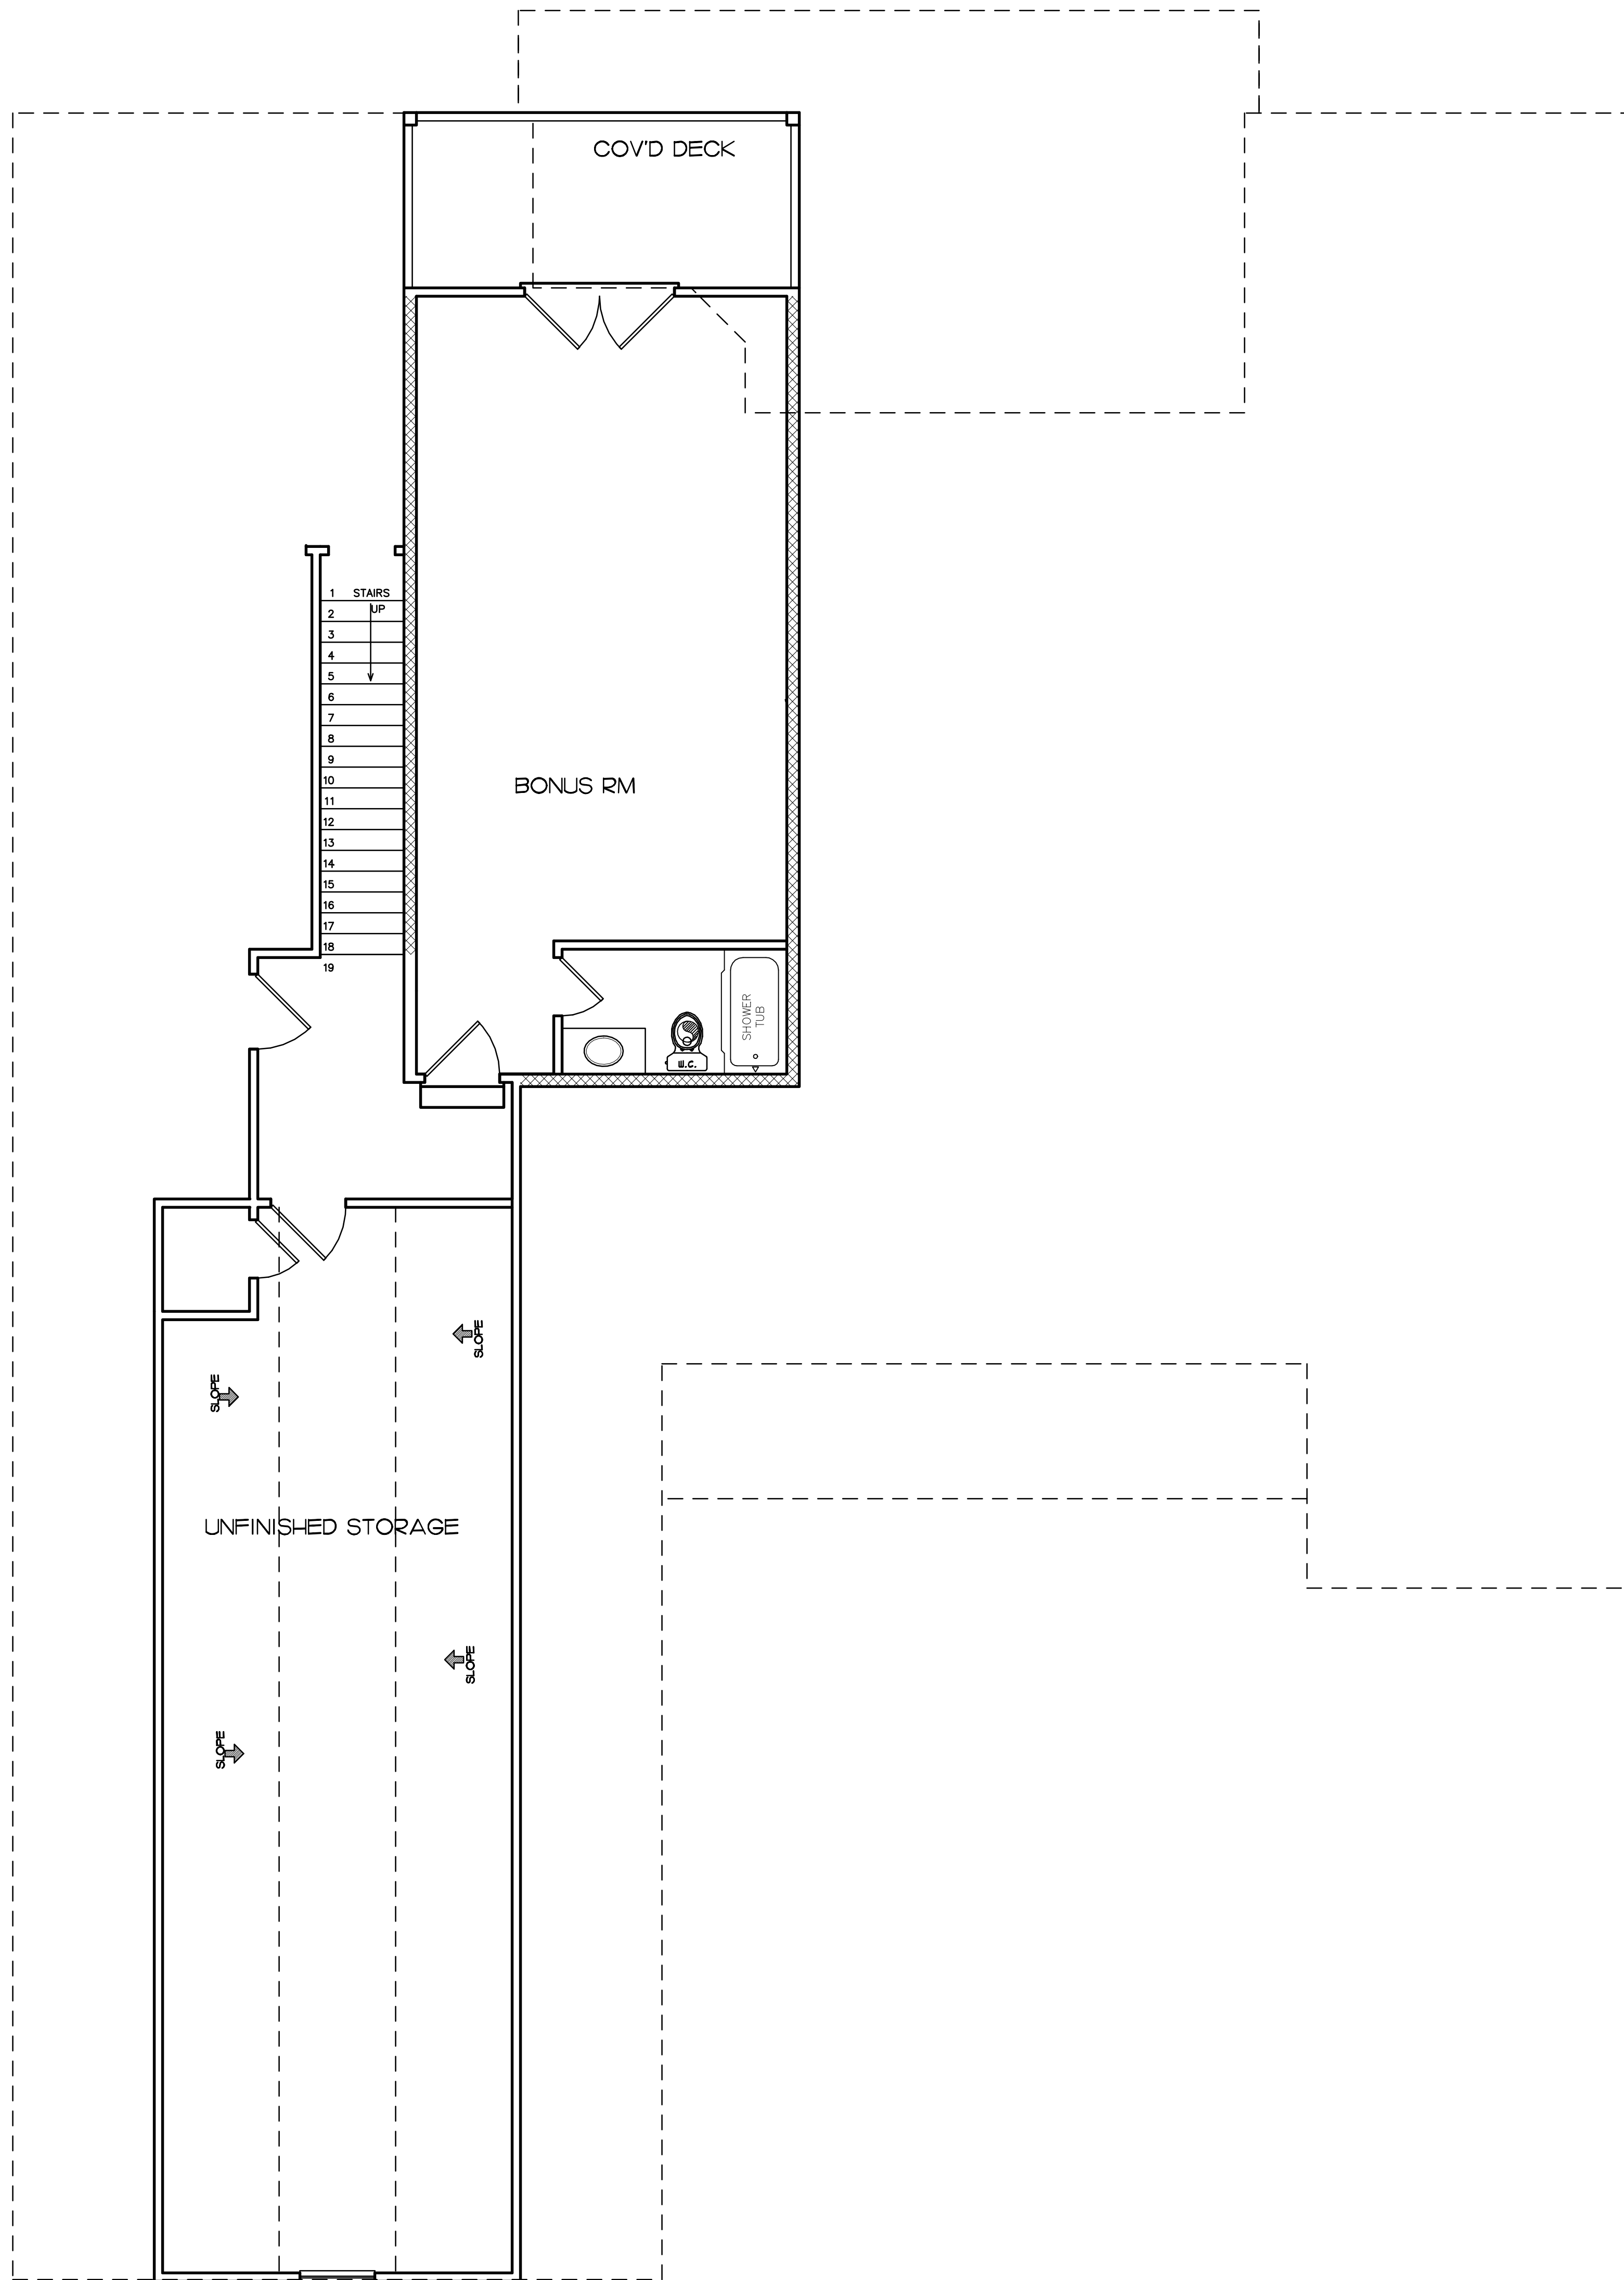 COV'D DECK
1 STAIRS
UP
2
3
4
5
6
7
8
9
10
11
12
13
14
15
16
17
18
19
BONUS RM
SHOWER
TUB
W.C.
SLOPE
SLOPE
UNFINISHED STORAGE
SLOPE
SLOPE